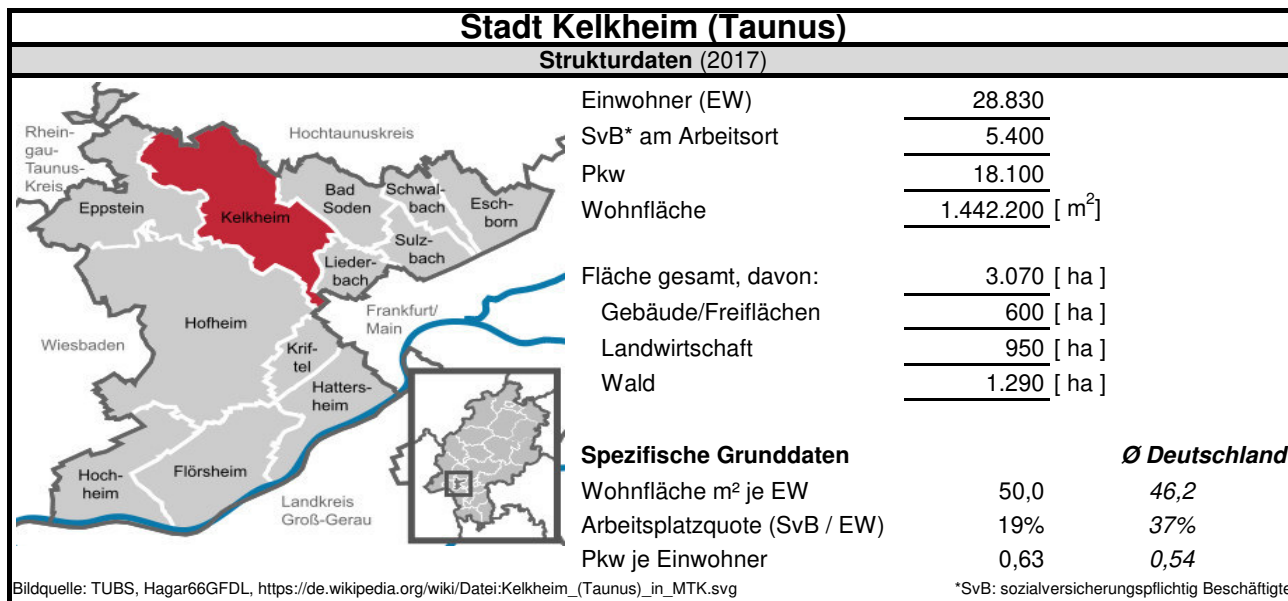 Stadt Kelkheim (Taunus)
Strukturdaten (2017)
Rhein-
gau-
Taunus-
Kreis
Hochtaunuskreis
Eppstein
Kelkheim
Bad
Soden
Schwal-
bach
Esch-
born
Sulz-
bach
Lieder-
bach
Hofheim
Frankfurt/
Main
Wiesbaden
Krif-
tel
Hatters-
heim
Hoch-
heim
Flörsheim
Landkreis
Groß-Gerau
Einwohner (EW) 28.830
SvB* am Arbeitsort 5.400
Pkw 18.100
Wohnfläche 1.442.200 [ m²]
Fläche gesamt, davon: 3.070 [ ha ]
Gebäude/Freiflächen 600 [ ha ]
Landwirtschaft 950 [ ha ]
Wald 1.290 [ ha ]
Spezifische Grunddaten Ø Deutschland
Wohnfläche m² je EW 50,0 46,2
Arbeitsplatzquote (SvB / EW) 19% 37%
Pkw je Einwohner 0,63 0,54
Bildquelle: TUBS, Hagar66GFDL, https://de.wikipedia.org/wiki/Datei:Kelkheim_(Taunus)_in_MTK.svg
*SvB: sozialversicherungspflichtig Beschäftigte